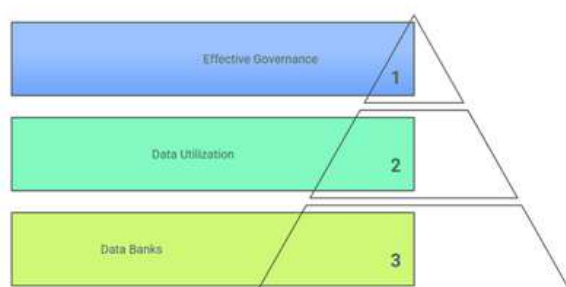 Effective Governance
1
Data Utilization
2
Data Banks
3